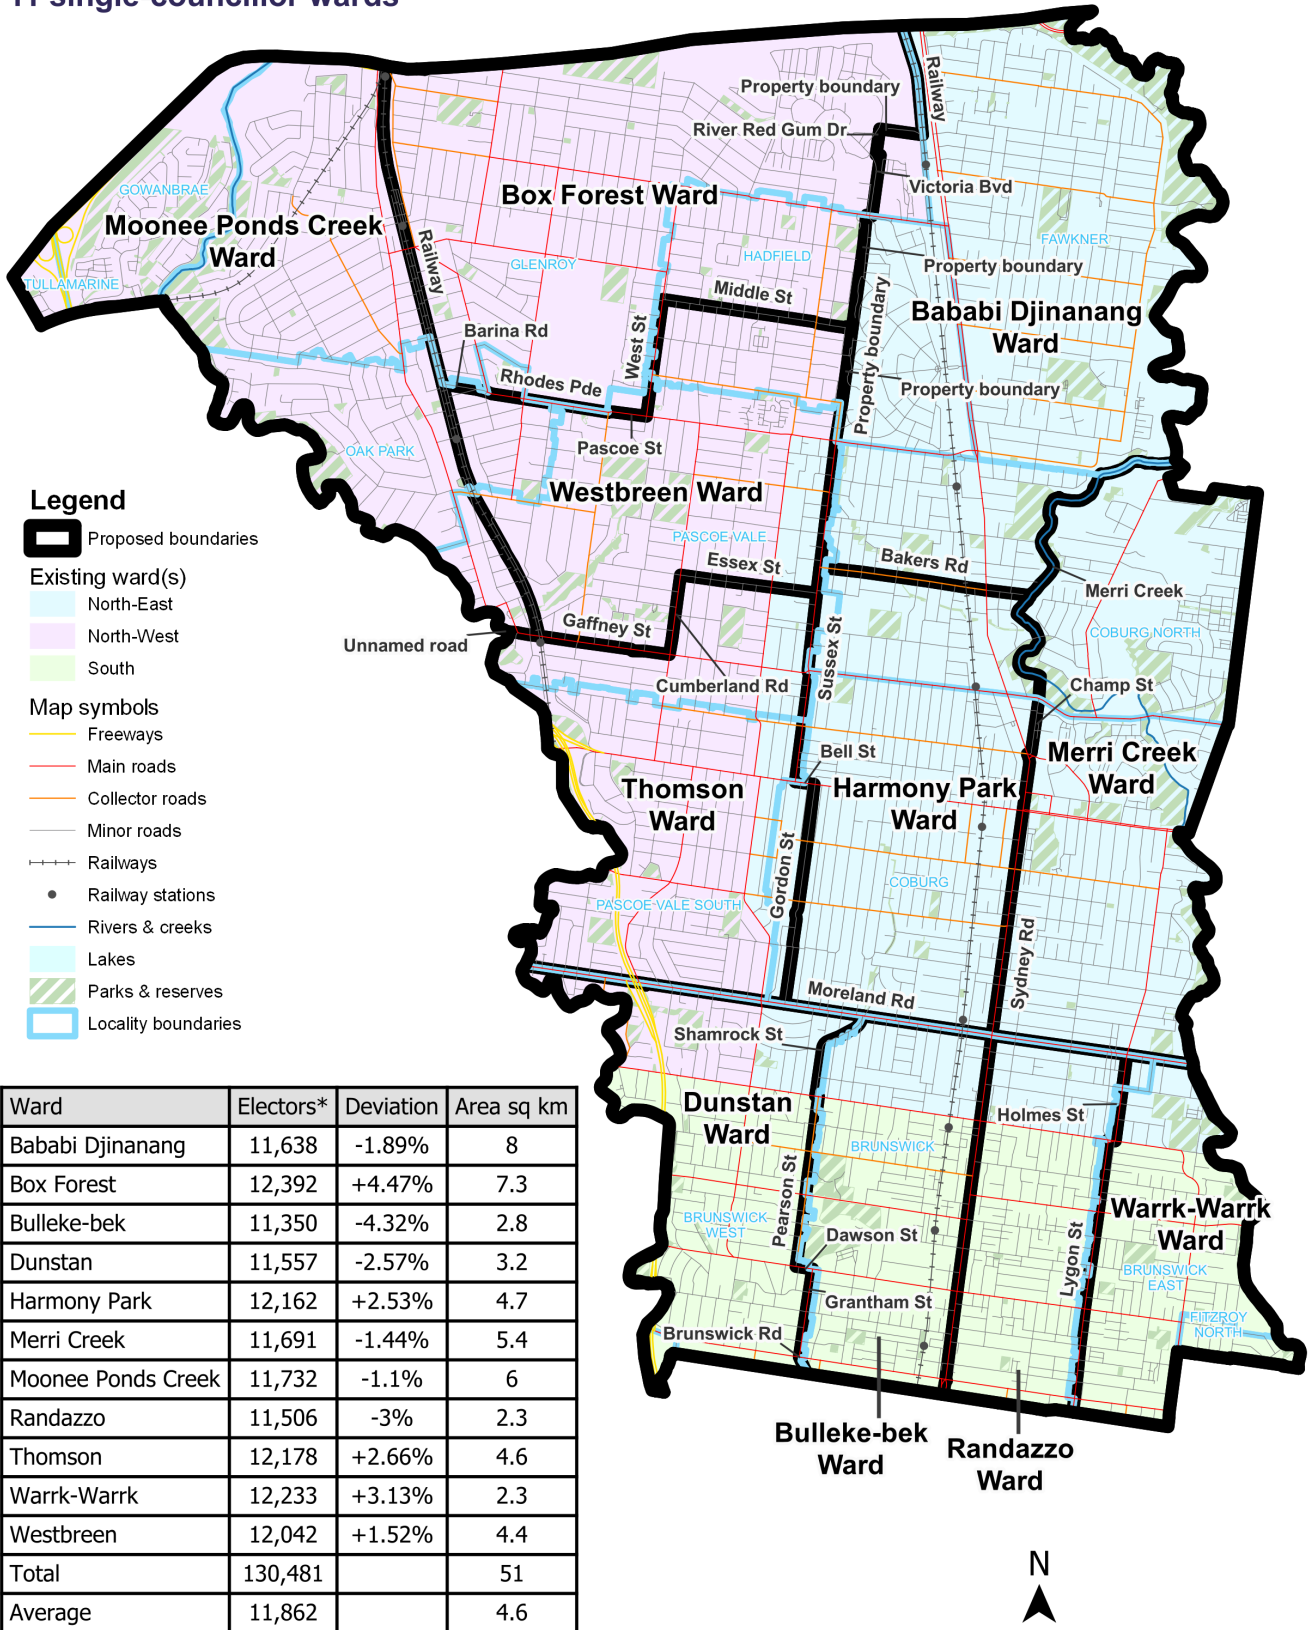 11 single-councillor wards
Property boundary
Railway
River Red Gum Dr
Victoria Bvd
Box Forest Ward
GOWANBRAE
Moonee Ponds Creek
Ward
Railway
FAWKNER
HADFIELD
GLENROY
Property boundary
TULLAMARINE
Middle St
Bababi Djinanang
Ward
Barina Rd
West St
Property boundary
Rhodes Pde
Property boundary
Pascoe St
OAK PARK
Westbreen Ward
PASCOE VALE
Essex St
Bakers Rd
Merri Creek
Gaffney St
COBURG NORTH
Unnamed road
Sussex St
Cumberland Rd
Champ St
Bell St
Merri Creek
Ward
Thomson
Ward
Harmony Park
Ward
Gordon St
COBURG
PASCOE VALE SOUTH
Sydney Rd
Moreland Rd
Shamrock St
Dunstan
Ward
Holmes St
BRUNSWICK
Pearson St
BRUNSWICK
WEST
Warrk-Warrk
Ward
Dawson St
Lygon St
BRUNSWICK
EAST
Grantham St
FITZROY
NORTH
Brunswick Rd
Bulleke-bek
Ward
Randazzo
Ward
N
Legend
Proposed boundaries
Existing ward(s)
North-East
North-West
South
Map symbols
Freeways
Main roads
Collector roads
Minor roads
Railways
Railway stations
Rivers & creeks
Lakes
Parks & reserves
Locality boundaries
Ward Electors* Deviation Area sq km
Bababi Djinanang 11,638 -1.89% 8
Box Forest 12,392 +4.47% 7.3
Bulleke-bek 11,350 -4.32% 2.8
Dunstan 11,557 -2.57% 3.2
Harmony Park 12,162 +2.53% 4.7
Merri Creek 11,691 -1.44% 5.4
Moonee Ponds Creek 11,732 -1.1% 6
Randazzo 11,506 -3% 2.3
Thomson 12,178 +2.66% 4.6
Warrk-Warrk 12,233 +3.13% 2.3
Westbreen 12,042 +1.52% 4.4
Total 130,481 51
Average 11,862 4.6